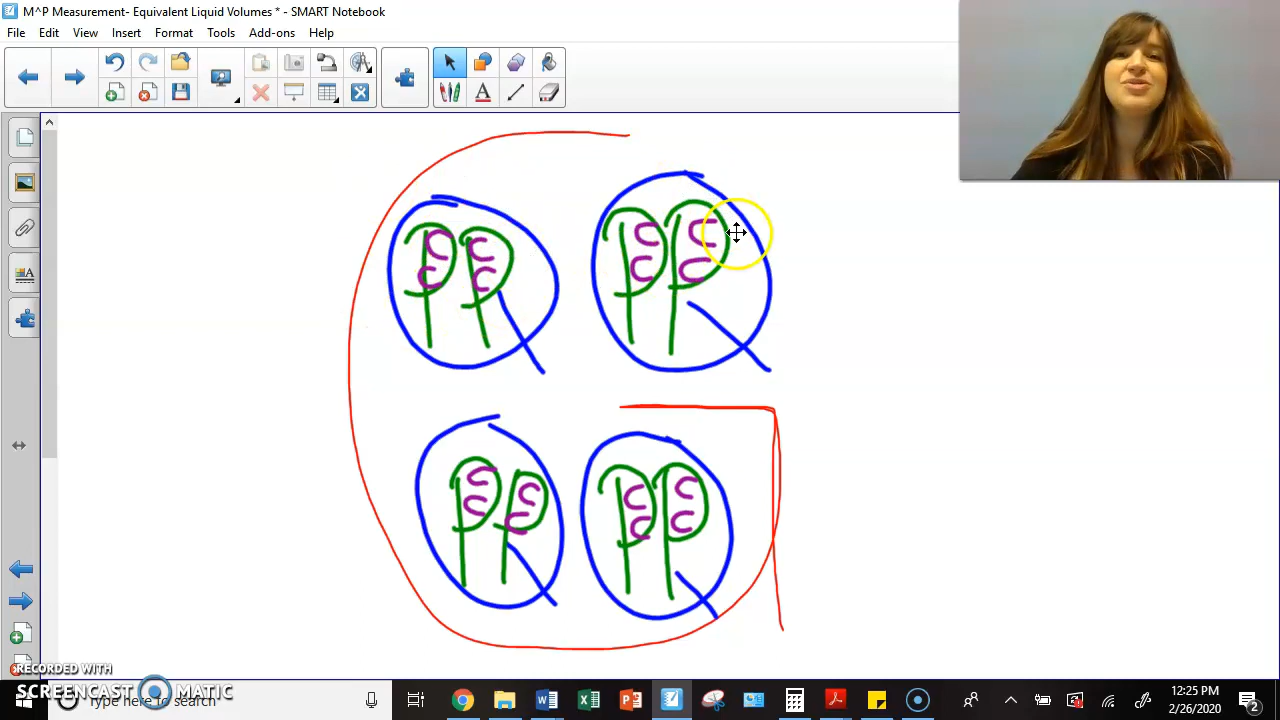 M^P Measurement- Equivalent Liquid Volumes * - SMART Notebook
File Edit View Insert Format Tools Add-ons Help
G
Q Q
P P P P
C C C C
C C C C
Q Q
P P P P
C C C C
C C C C
RECORDED WITH
SCREENCAST MATIC
Type here to search
12:25 PM
2/26/2020
2